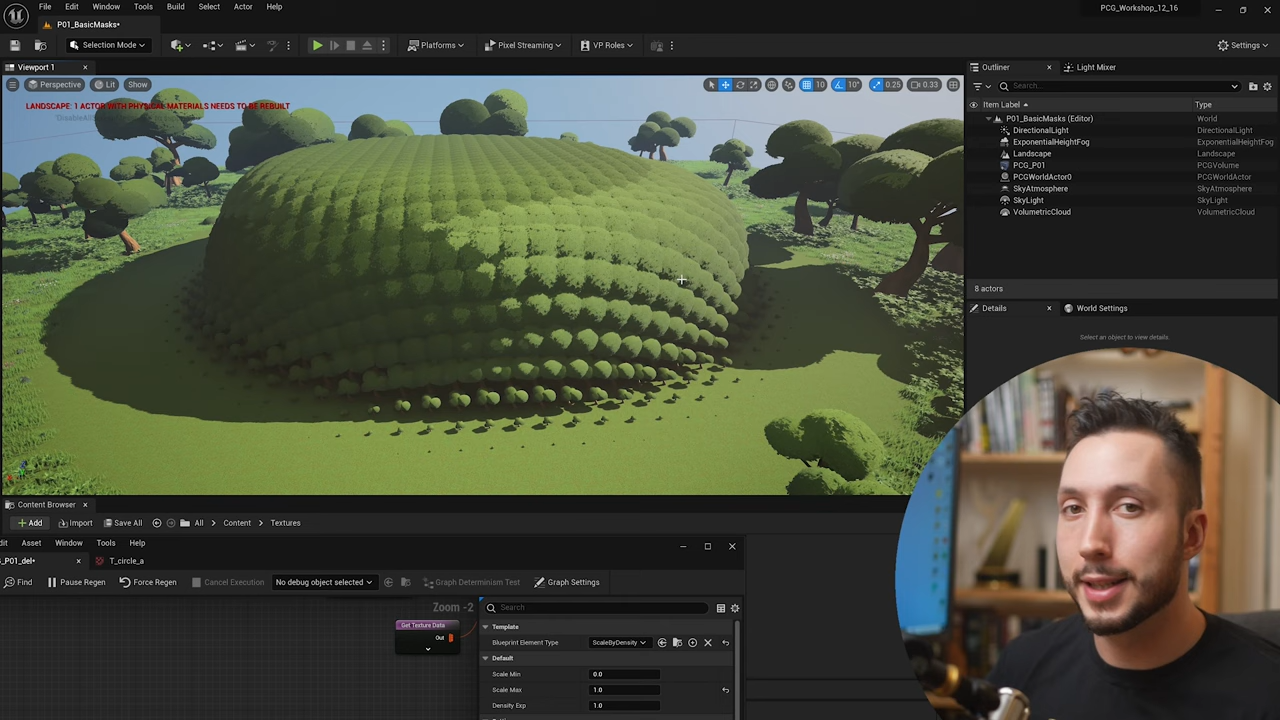 File Edit Window Tools Build Select Actor Help
PCG_Workshop_12_16
P01_BasicMasks*
Selection Mode
Platforms
Pixel Streaming
VP Roles
Settings
Viewport 1
Outliner
Light Mixer
Perspective
Lit
Show
10
10°
0.25
0.33
Search...
LANDSCAPE: 1 ACTOR WITH PHYSICAL MATERIALS NEEDS TO BE REBUILT
Item Label
Type
P01_BasicMasks (Editor)
World
DirectionalLight
DirectionalLight
ExponentialHeightFog
ExponentialHeightFog
Landscape
Landscape
PCG_P01
PCGVolume
PCGWorldActor0
PCGWorldActor
SkyAtmosphere
SkyAtmosphere
SkyLight
SkyLight
VolumetricCloud
VolumetricCloud
8 actors
Details
World Settings
Select an object to view details.
Content Browser
Add
Import
Save All
All
Content
Textures
dit Asset Window Tools Help
_P01_del*
T_circle_a
Find
Pause Regen
Force Regen
Cancel Execution
No debug object selected
Graph Determinism Test
Graph Settings
Zoom -2
Search
Get Texture Data
Out
Template
Blueprint Element Type
ScaleByDensity
Default
Scale Min
0.0
Scale Max
1.0
Density Exp
1.0